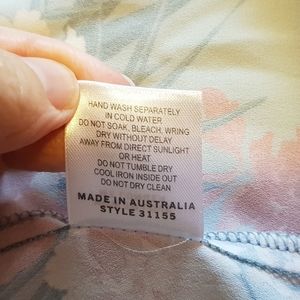 HAND WASH SEPARATELY
IN COLD WATER
DO NOT SOAK, BLEACH, WRING
DRY WITHOUT DELAY
AWAY FROM DIRECT SUNLIGHT
OR HEAT
DO NOT TUMBLE DRY
COOL IRON INSIDE OUT
DO NOT DRY CLEAN
MADE IN AUSTRALIA
STYLE 31155